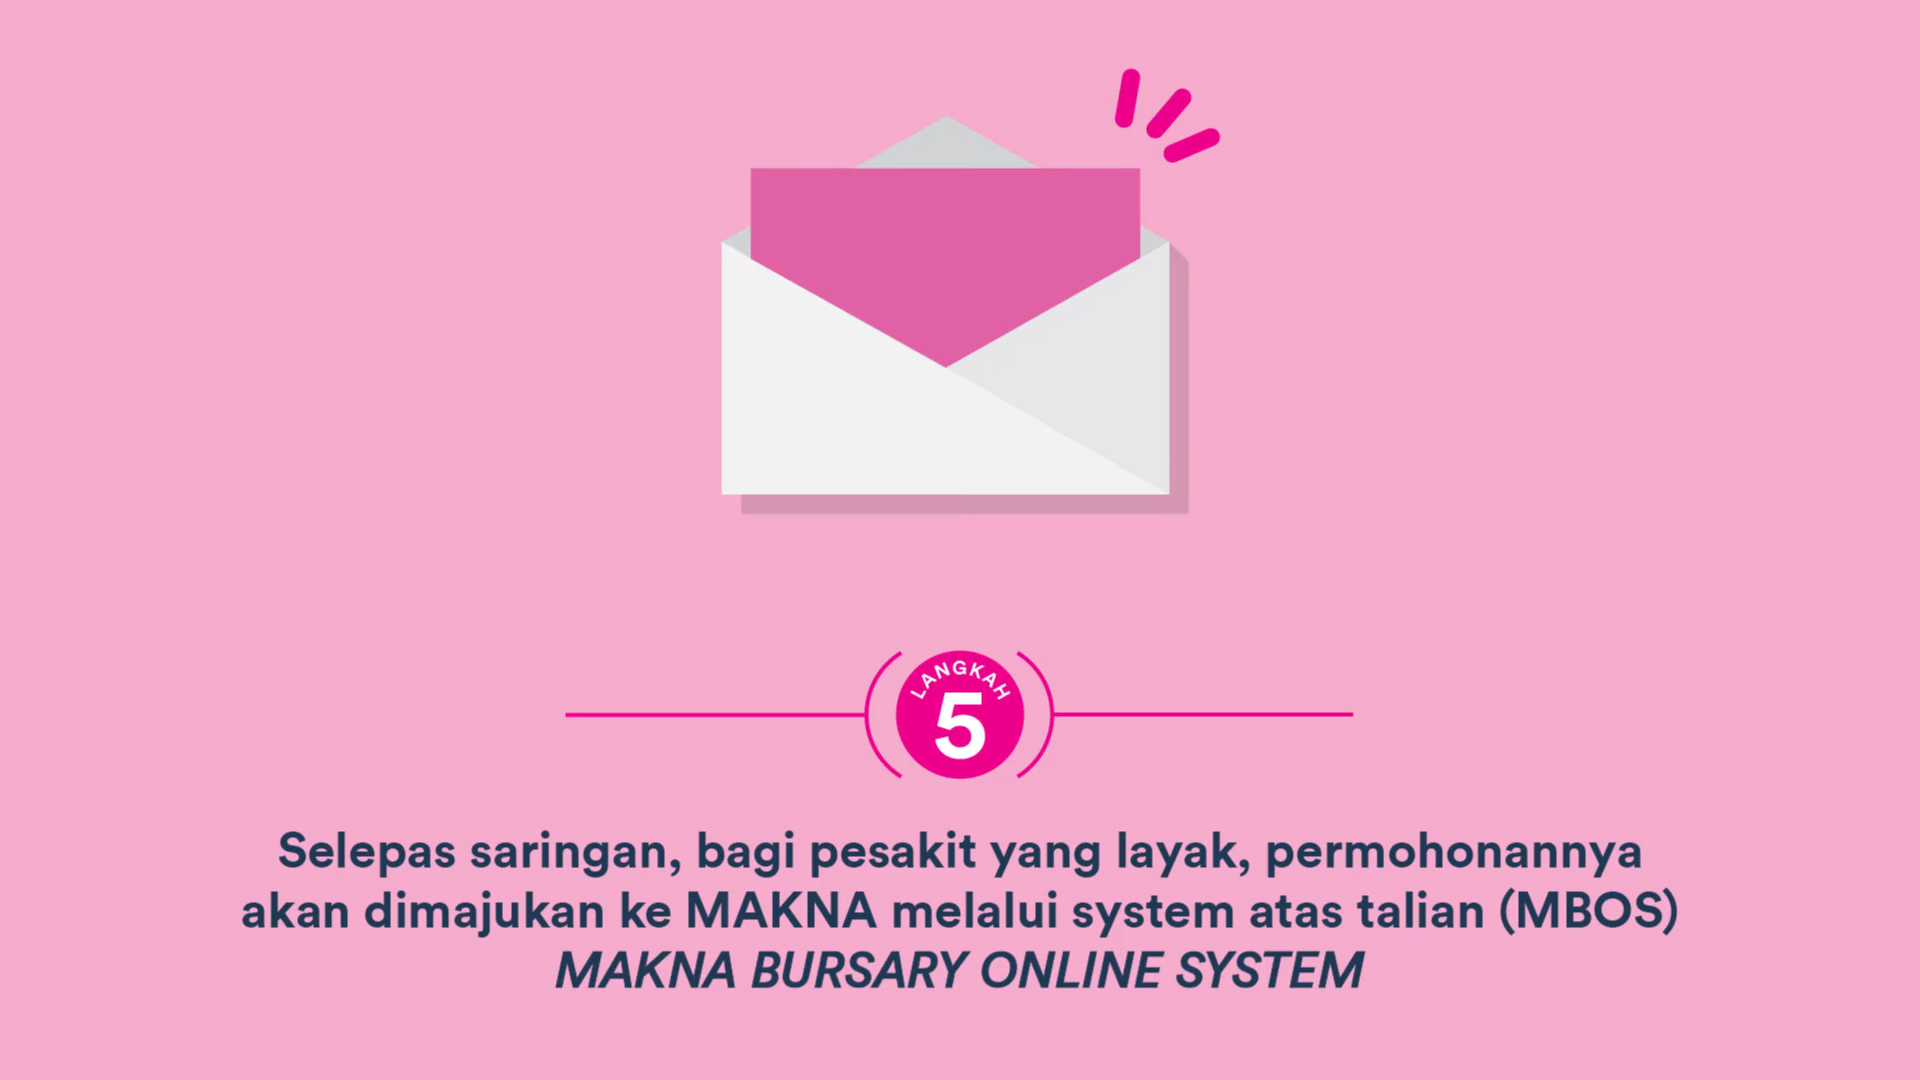 LANGKAH
5
Selepas saringan, bagi pesakit yang layak, permohonannya
akan dimajukan ke MAKNA melalui system atas talian (MBOS)
MAKNA BURSARY ONLINE SYSTEM